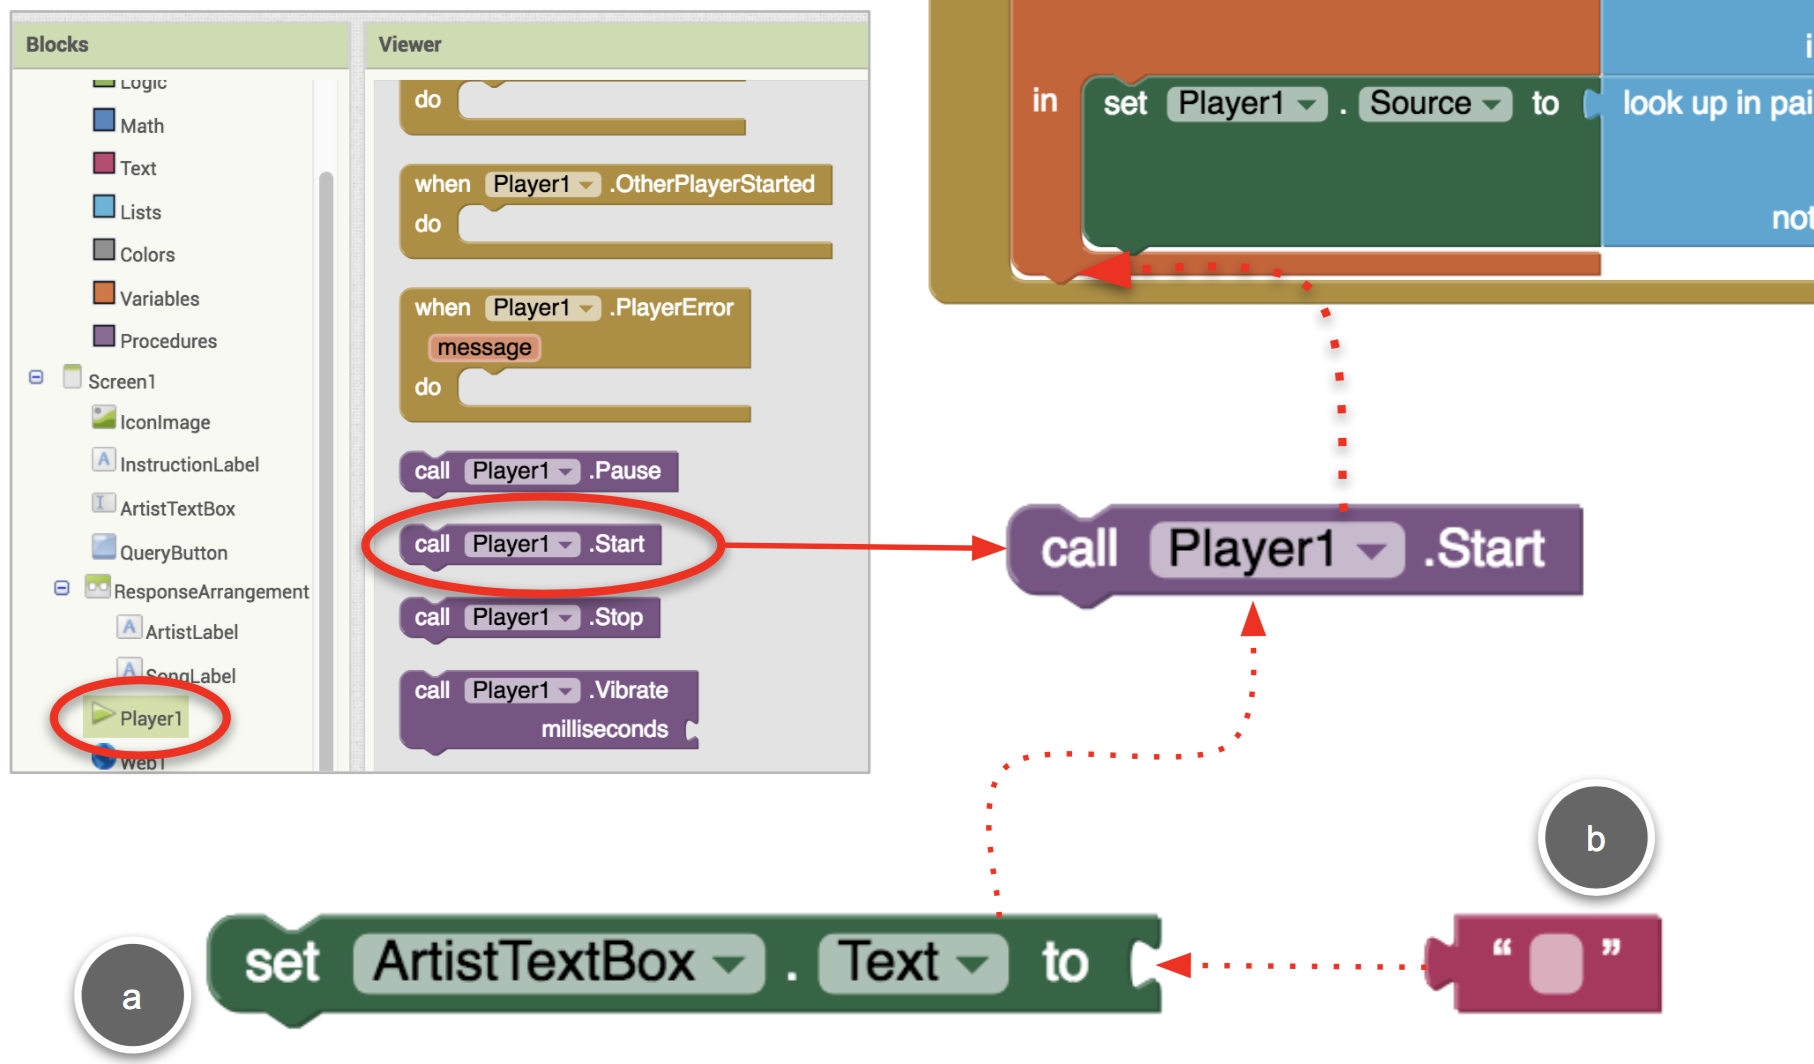 Blocks
Logic
Math
Text
Lists
Colors
Variables
Procedures
Screen1
IconImage
InstructionLabel
ArtistTextBox
QueryButton
ResponseArrangement
ArtistLabel
SongLabel
Player1
Web1
Viewer
do
when Player1 .OtherPlayerStarted
do
when Player1 .PlayerError
message
do
call Player1 .Pause
call Player1 .Start
call Player1 .Stop
call Player1 .Vibrate
milliseconds
in set Player1 . Source to look up in pai
not
call Player1 .Start
a
set ArtistTextBox . Text to
“ ”
b